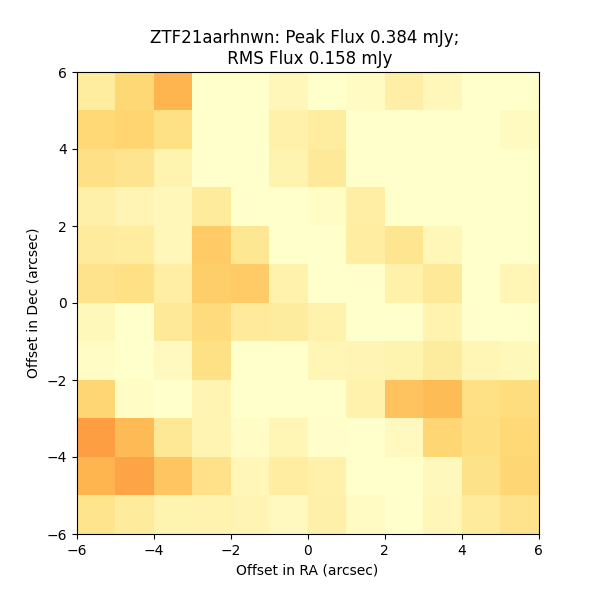 ZTF21aarhnwn: Peak Flux 0.384 mJy;
RMS Flux 0.158 mJy
6
4
2
0
−2
−4
−6
Offset in Dec (arcsec)
−6 −4 −2 0 2 4 6
Offset in RA (arcsec)